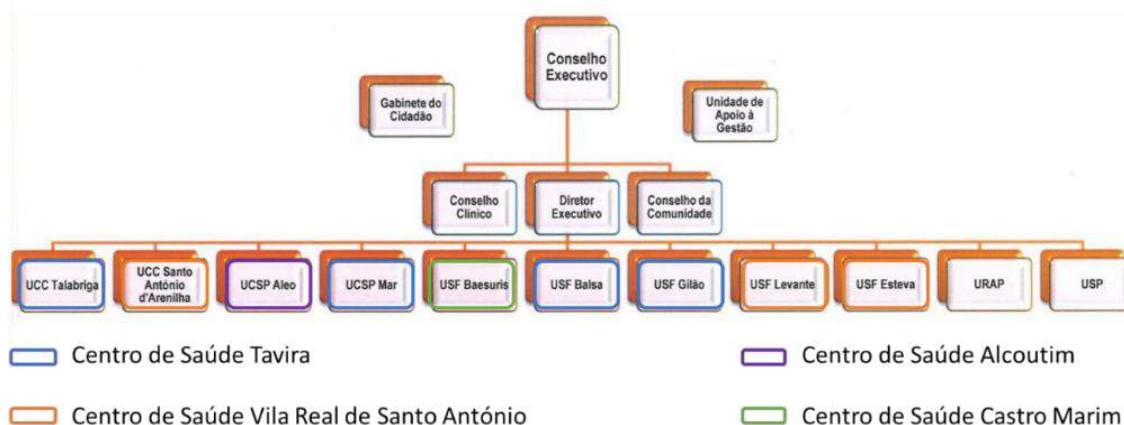 Conselho
Executivo
Gabinete do
Cidadão
Unidade de
Apoio à
Gestão
Conselho
Clinico
Diretor
Executivo
Conselho da
Comunidade
UCC Talabriga
UCC Santo
António
d'Arenilha
UCSP Aleo
UCSP Mar
USF Baesuris
USF Balsa
USF Gilão
USF Levante
USF Esteva
URAP
USP
Centro de Saúde Tavira
Centro de Saúde Alcoutim
Centro de Saúde Vila Real de Santo António
Centro de Saúde Castro Marim